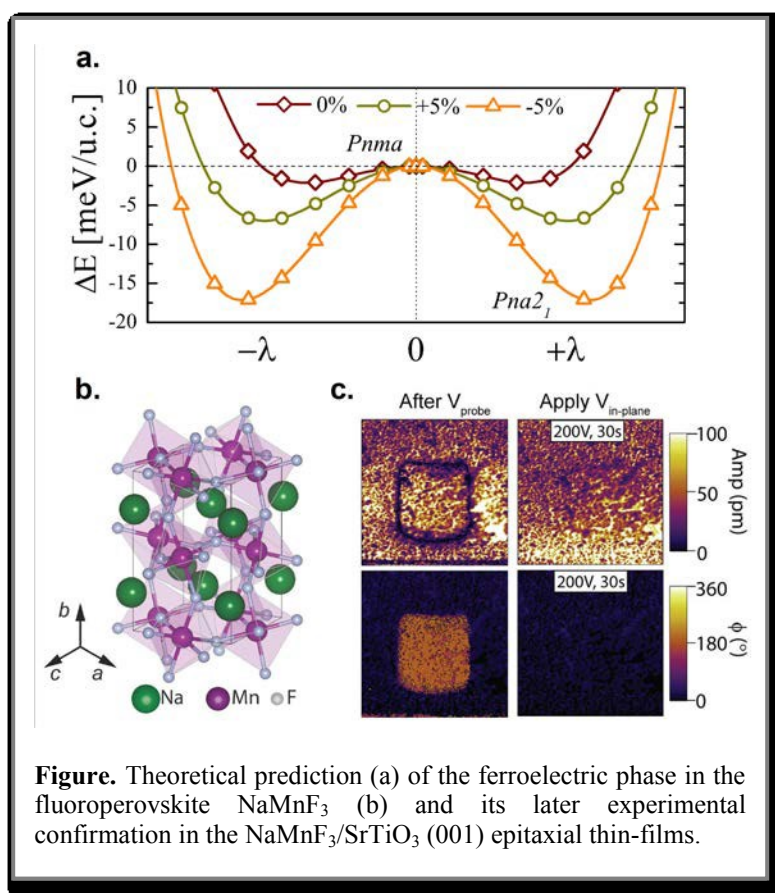 a.
10
5
0
-5
-10
-15
-20
ΔE [meV/u.c.]
0% +5% -5%
Pnma
Pna2₁
−λ 0 +λ
b.
b
c a
Na Mn F
c.
After V_probe Apply V_in-plane
200V, 30s
100
50
0
Amp (pm)
200V, 30s
360
180
0
ϕ (°)
Figure. Theoretical prediction (a) of the ferroelectric phase in the
fluoroperovskite NaMnF₃ (b) and its later experimental
confirmation in the NaMnF₃/SrTiO₃ (001) epitaxial thin-films.